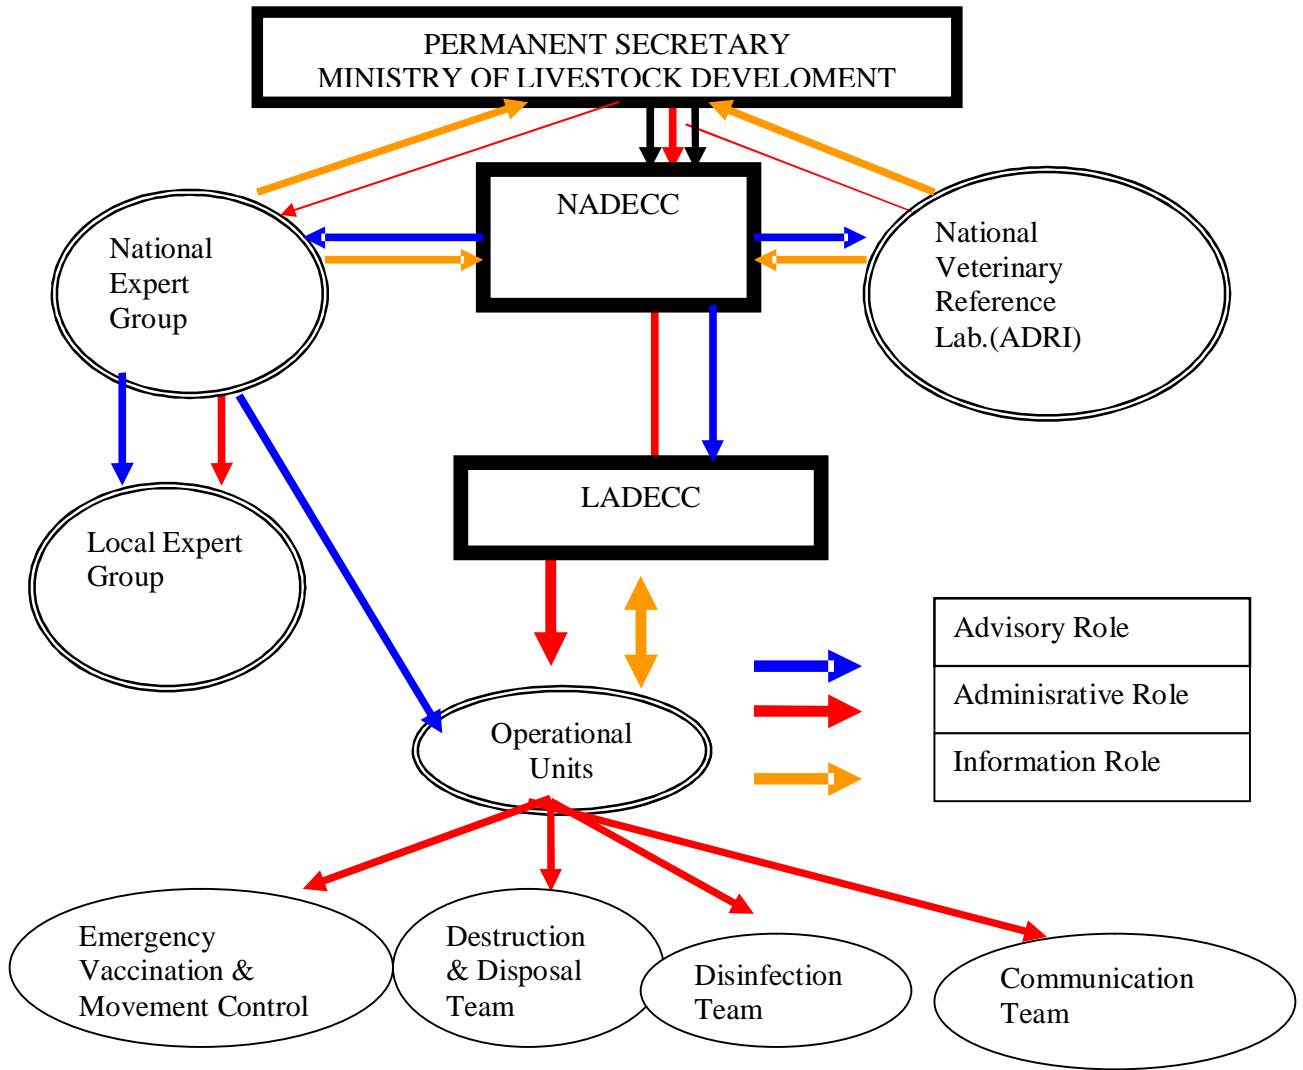 PERMANENT SECRETARY
MINISTRY OF LIVESTOCK DEVELOMENT
NADECC
National
Expert
Group
National
Veterinary
Reference
Lab.(ADRI)
LADECC
Local Expert
Group
Advisory Role
Adminisrative Role
Information Role
Operational
Units
Emergency
Vaccination &
Movement Control
Destruction
& Disposal
Team
Disinfection
Team
Communication
Team